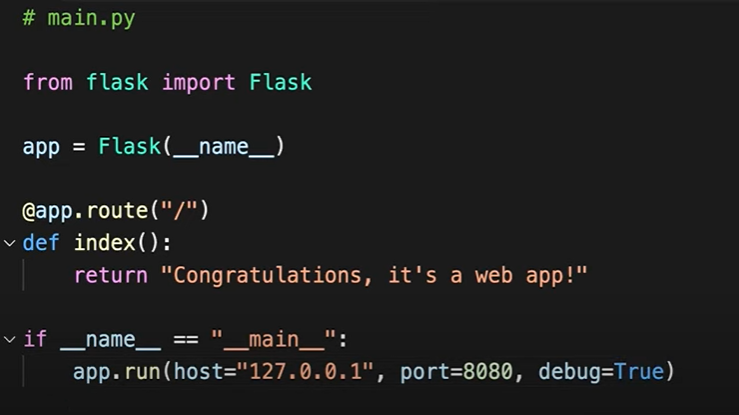 # main.py
from flask import Flask
app = Flask(__name__)
@app.route("/")
def index():
return "Congratulations, it's a web app!"
if __name__ == "__main__":
app.run(host="127.0.0.1", port=8080, debug=True)